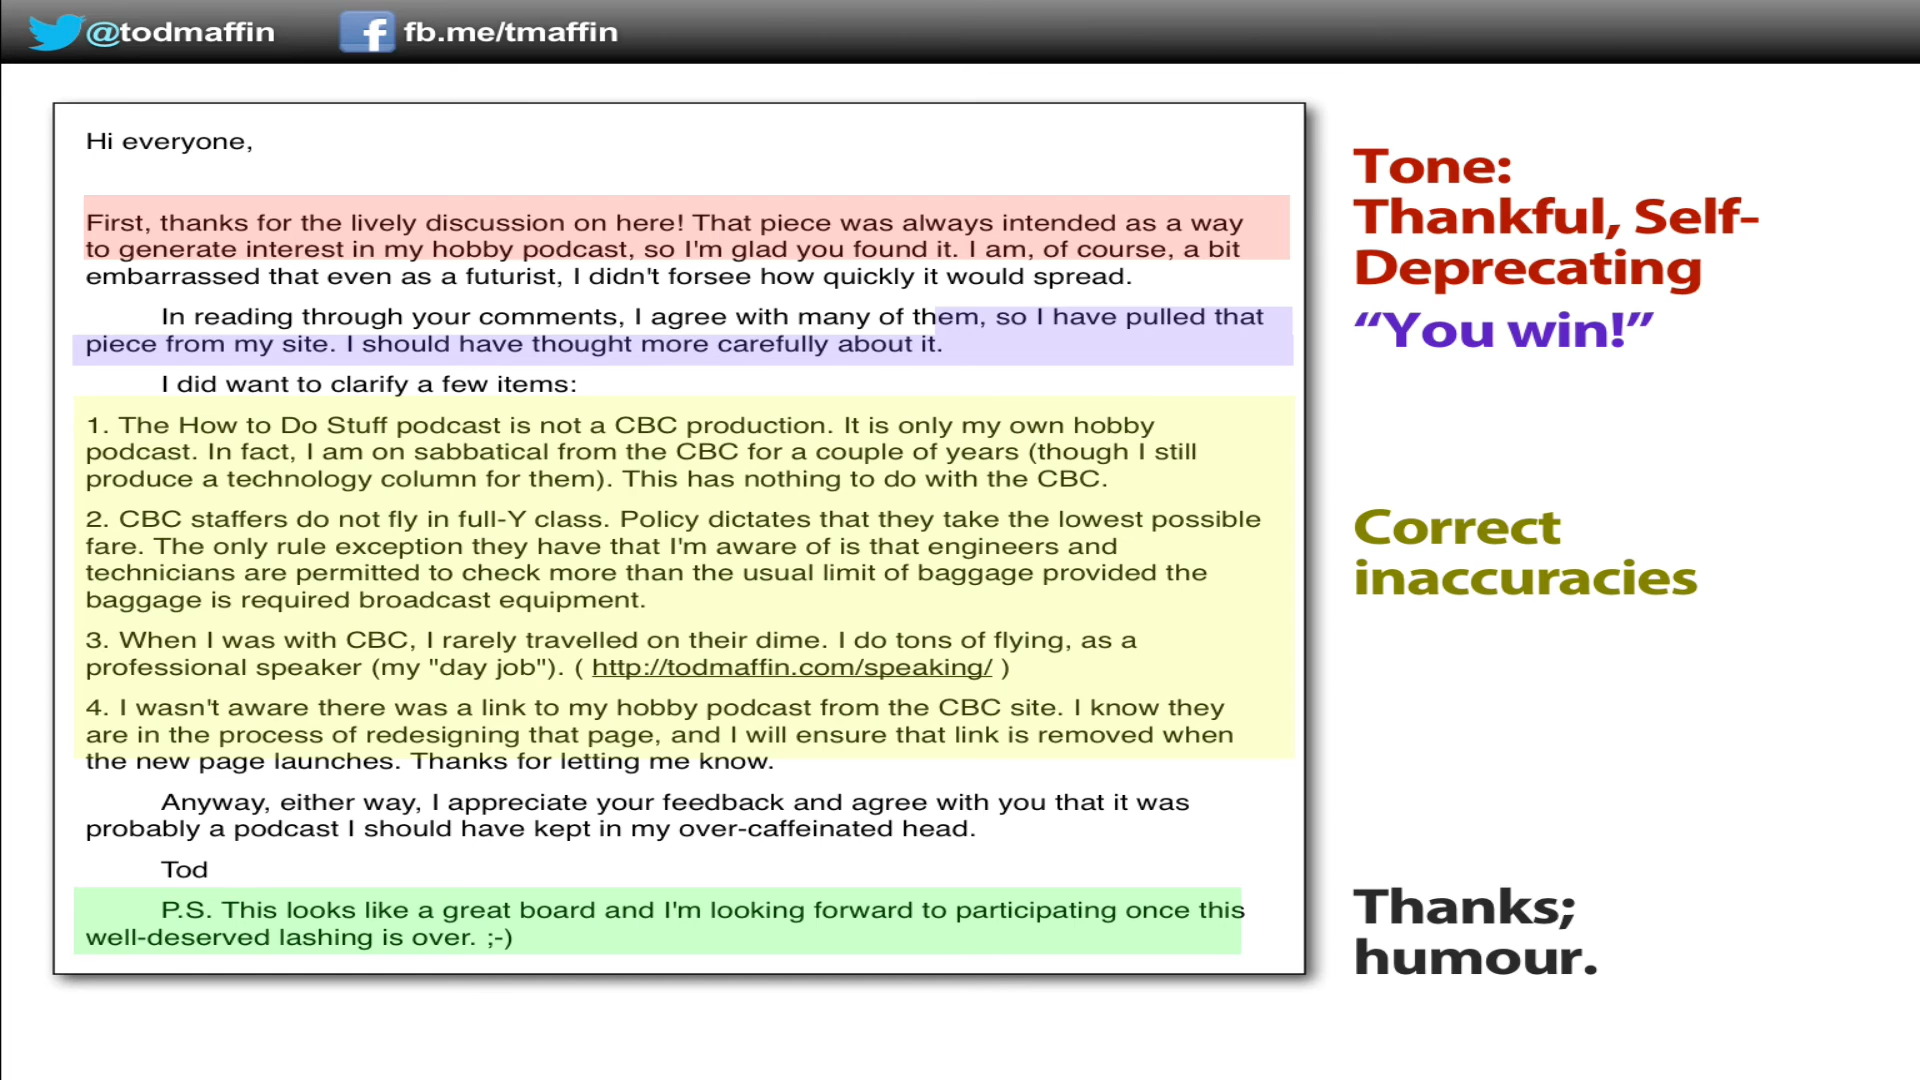 @todmaffin
fb.me/tmaffin
Hi everyone,
First, thanks for the lively discussion on here! That piece was always intended as a way
to generate interest in my hobby podcast, so I'm glad you found it. I am, of course, a bit
embarrassed that even as a futurist, I didn't forsee how quickly it would spread.
In reading through your comments, I agree with many of them, so I have pulled that
piece from my site. I should have thought more carefully about it.
I did want to clarify a few items:
1. The How to Do Stuff podcast is not a CBC production. It is only my own hobby
podcast. In fact, I am on sabbatical from the CBC for a couple of years (though I still
produce a technology column for them). This has nothing to do with the CBC.
2. CBC staffers do not fly in full-Y class. Policy dictates that they take the lowest possible
fare. The only rule exception they have that I'm aware of is that engineers and
technicians are permitted to check more than the usual limit of baggage provided the
baggage is required broadcast equipment.
3. When I was with CBC, I rarely travelled on their dime. I do tons of flying, as a
professional speaker (my "day job"). ( http://todmaffin.com/speaking/ )
4. I wasn't aware there was a link to my hobby podcast from the CBC site. I know they
are in the process of redesigning that page, and I will ensure that link is removed when
the new page launches. Thanks for letting me know.
Anyway, either way, I appreciate your feedback and agree with you that it was
probably a podcast I should have kept in my over-caffeinated head.
Tod
P.S. This looks like a great board and I'm looking forward to participating once this
well-deserved lashing is over. ;-)
Tone:
Thankful, Self-
Deprecating
“You win!”
Correct
inaccuracies
Thanks;
humour.